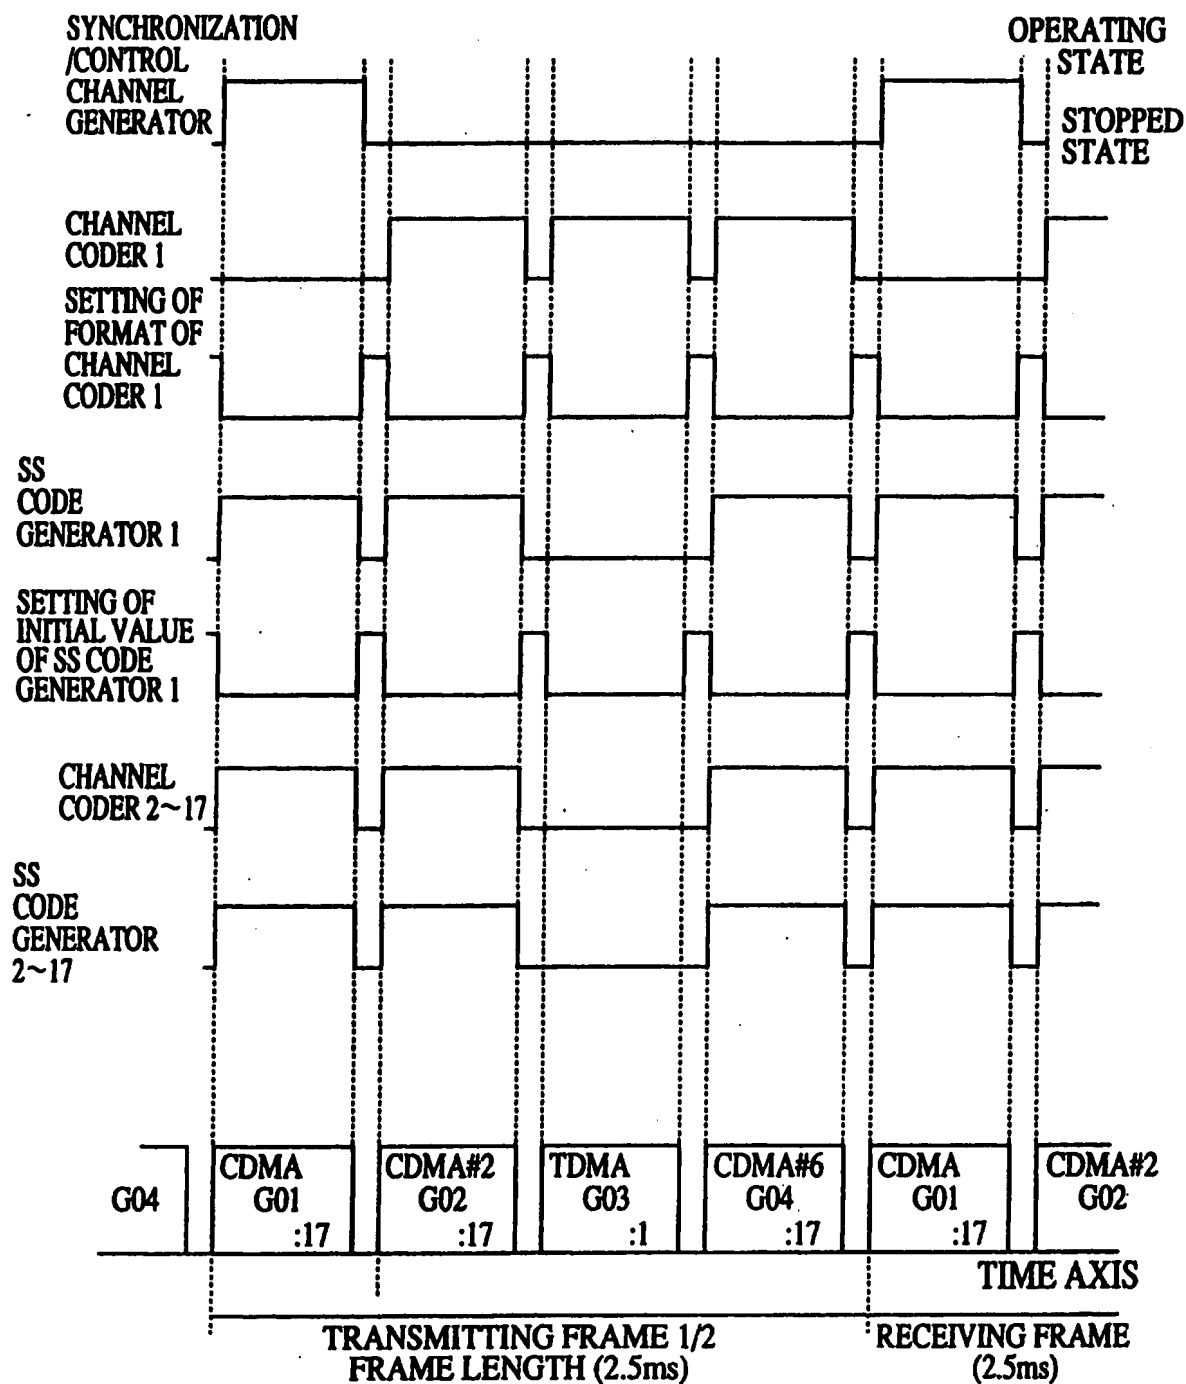 SYNCHRONIZATION
/CONTROL
CHANNEL
GENERATOR
OPERATING
STATE
STOPPED
STATE
CHANNEL
CODER 1
SETTING OF
FORMAT OF
CHANNEL
CODER 1
SS
CODE
GENERATOR 1
SETTING OF
INITIAL VALUE
OF SS CODE
GENERATOR 1
CHANNEL
CODER 2~17
SS
CODE
GENERATOR
2~17
G04
CDMA
G01
:17
CDMA#2
G02
:17
TDMA
G03
:1
CDMA#6
G04
:17
CDMA
G01
:17
CDMA#2
G02
TIME AXIS
TRANSMITTING FRAME 1/2
FRAME LENGTH (2.5ms)
RECEIVING FRAME
(2.5ms)